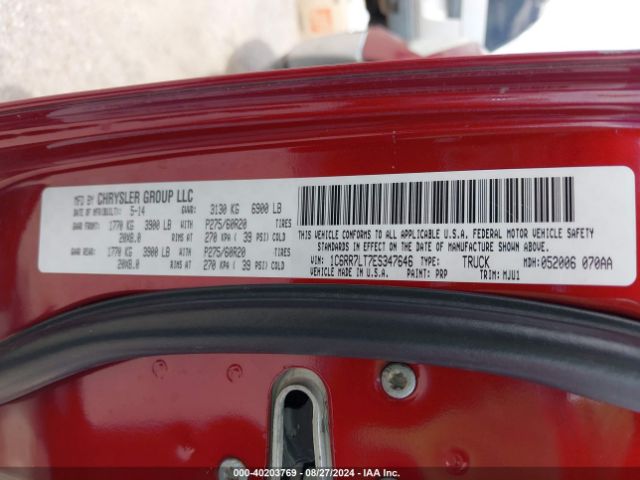 MFD BY CHRYSLER GROUP LLC
DATE OF MFR(BUILT): 5-14 GVWR: 3130 KG 6900 LB
GAWR FRONT: 1770 KG 3900 LB P275/60R20 TIRES
20X8.0 RIMS AT 270 KPA ( 39 PSI) COLD
GAWR REAR: 1770 KG 3900 LB P275/60R20 TIRES
20X8.0 RIMS AT 270 KPA ( 39 PSI) COLD
THIS VEHICLE CONFORMS TO ALL APPLICABLE U.S.A. FEDERAL MOTOR VEHICLE SAFETY
STANDARDS IN EFFECT ON THE DATE OF MANUFACTURE SHOWN ABOVE.
VIN: 1C6RR7LT7ES347646 TYPE: TRUCK MDH: 052006 070AA
VEHICLE MADE IN U.S.A. PAINT: PRP TRIM: MJU1
00-40203769 - 08/27/2024 - IAA Inc.